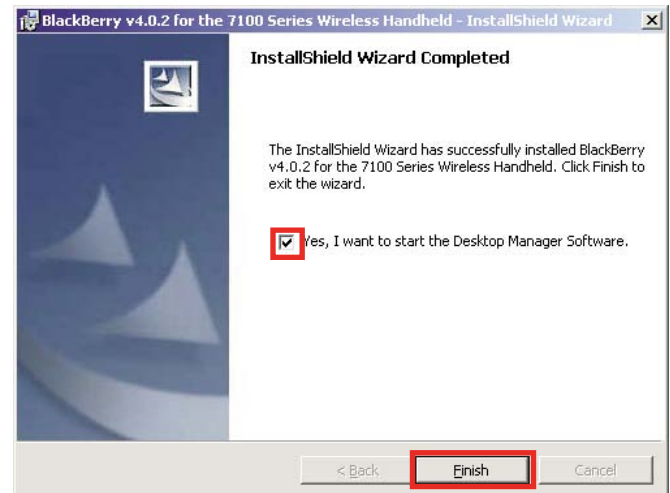 BlackBerry v4.0.2 for the 7100 Series Wireless Handheld - InstallShield Wizard
InstallShield Wizard Completed
The InstallShield Wizard has successfully installed BlackBerry
v4.0.2 for the 7100 Series Wireless Handheld. Click Finish to
exit the wizard.
Yes, I want to start the Desktop Manager Software.
< Back
Finish
Cancel